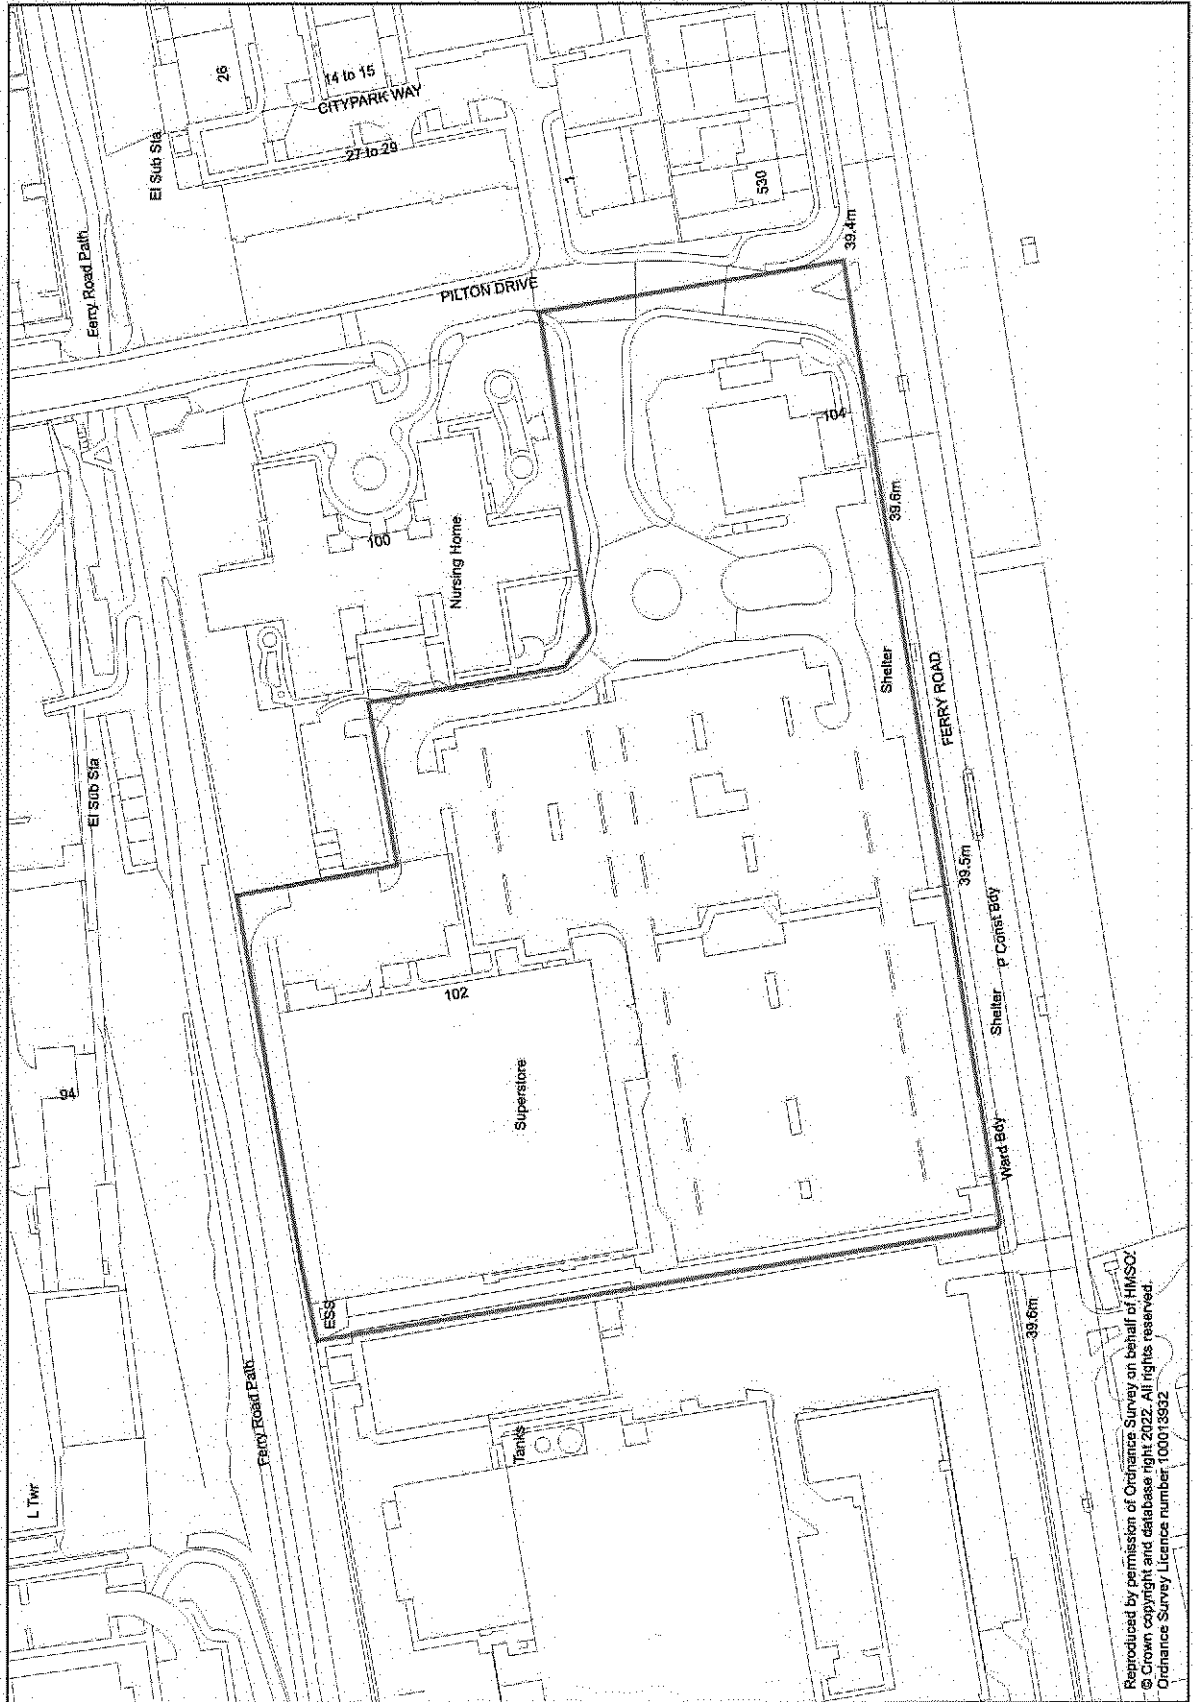 26
14 to 15
CITYPARK WAY
27 to 29
El Sub Sta
Ferry Road Path
1
530
PILTON DRIVE
39.4m
104
39.6m
100
Nursing Home
Shelter
FERRY ROAD
El Sub Sta
39.5m
P Const Bdy
Shelter
102
Superstore
94
Ward Bdy
ESS
39.6m
Ferry Road Path
Tanks
L Twr
Reproduced by permission of Ordnance Survey on behalf of HMSO.
© Crown copyright and database right 2022. All rights reserved.
Ordnance Survey Licence number 100013932